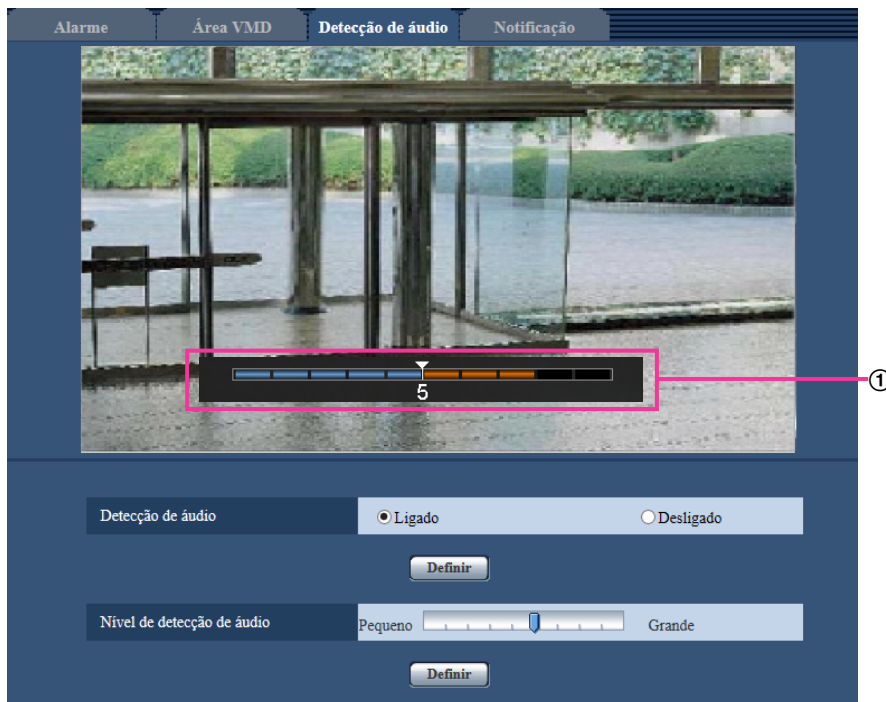 Alarme Área VMD Detecção de áudio Notificação
5
①
Detecção de áudio Ligado Desligado
Definir
Nível de detecção de áudio Pequeno Grande
Definir